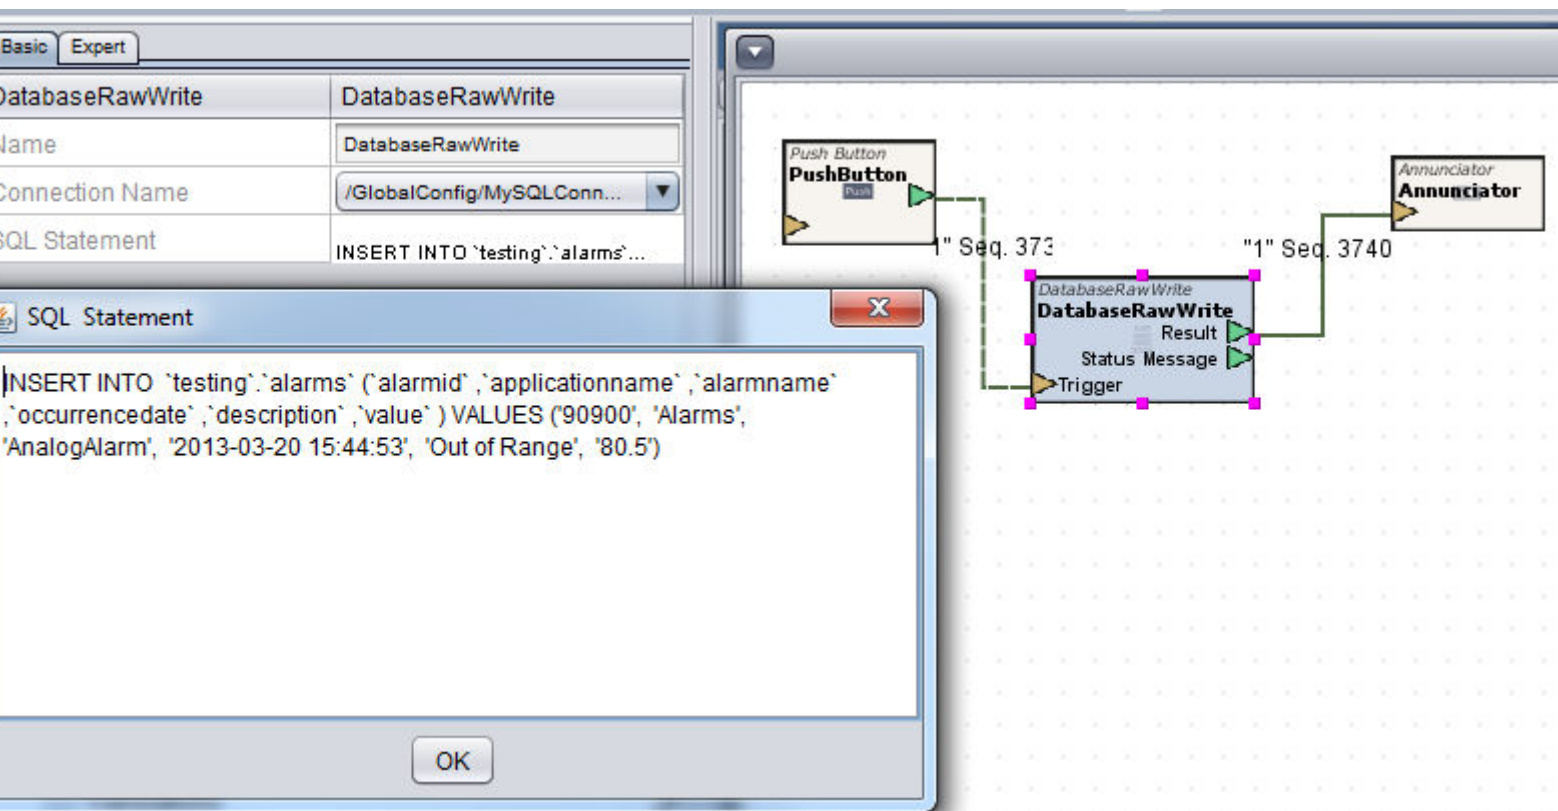 Basic Expert
DatabaseRawWrite DatabaseRawWrite
Name DatabaseRawWrite
Connection Name /GlobalConfig/MySQLConn...
SQL Statement INSERT INTO `testing`.`alarms`...
SQL Statement
INSERT INTO `testing`.`alarms` (`alarmid` ,`applicationname` ,`alarmname`
,`occurrencedate` ,`description` ,`value` ) VALUES ('90900', 'Alarms',
'AnalogAlarm', '2013-03-20 15:44:53', 'Out of Range', '80.5')
OK
Push Button
PushButton
Push
Annunciator
Annunciator
1" Seq. 373
"1" Seq. 3740
DatabaseRawWrite
DatabaseRawWrite
Result
Status Message
Trigger